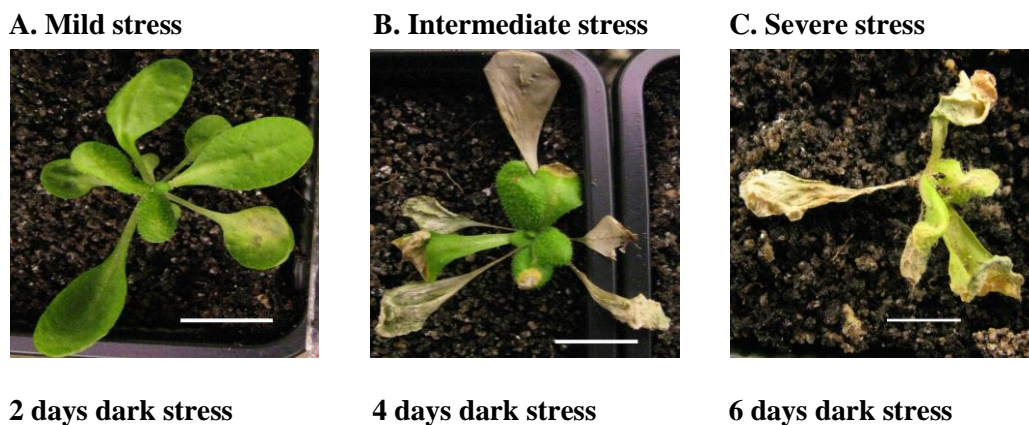 A. Mild stress
B. Intermediate stress
C. Severe stress
2 days dark stress
4 days dark stress
6 days dark stress